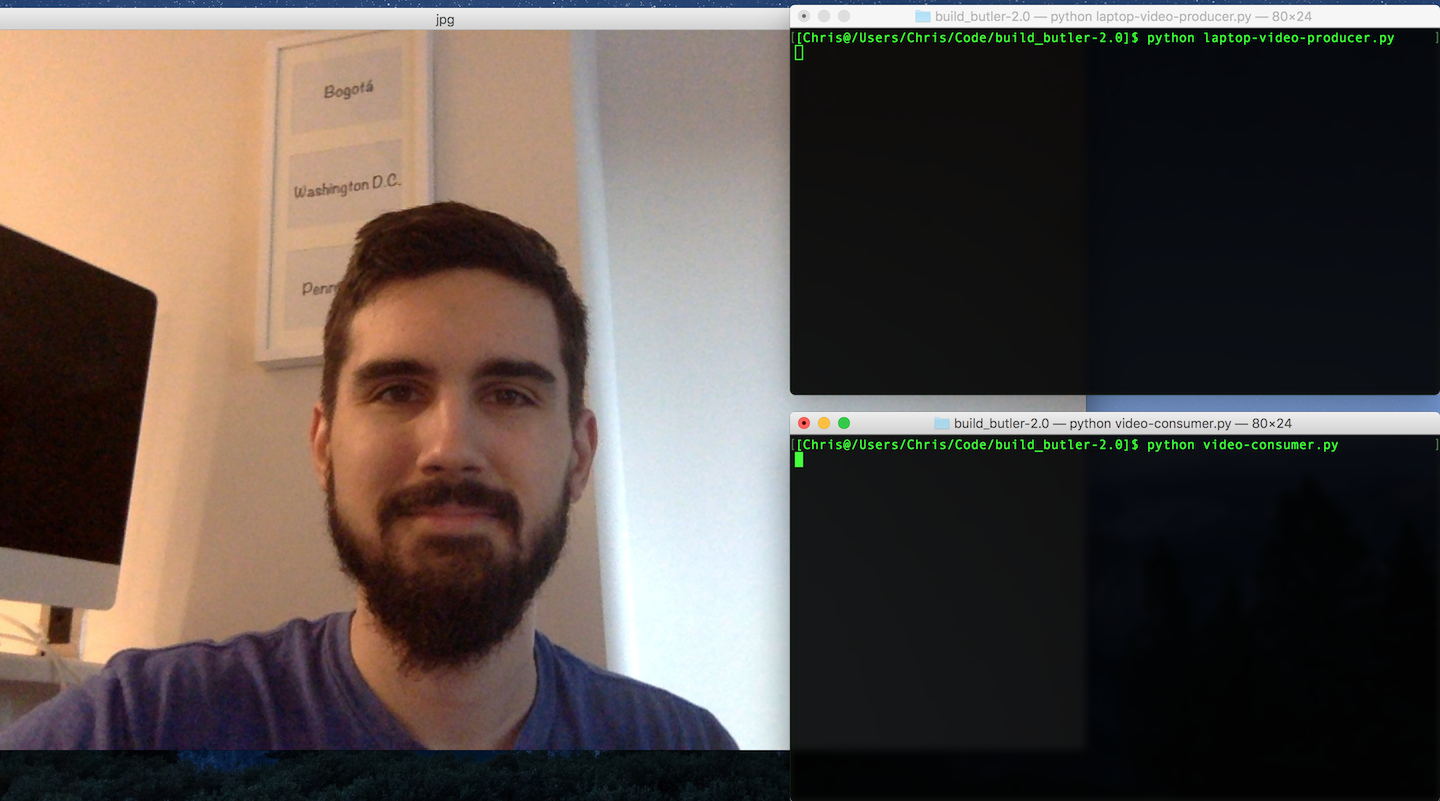 jpg
Bogotá
Washington D.C.
Penn
build_butler-2.0 — python laptop-video-producer.py — 80×24
[[Chris@/Users/Chris/Code/build_butler-2.0]$ python laptop-video-producer.py ]
build_butler-2.0 — python video-consumer.py — 80×24
[[Chris@/Users/Chris/Code/build_butler-2.0]$ python video-consumer.py ]